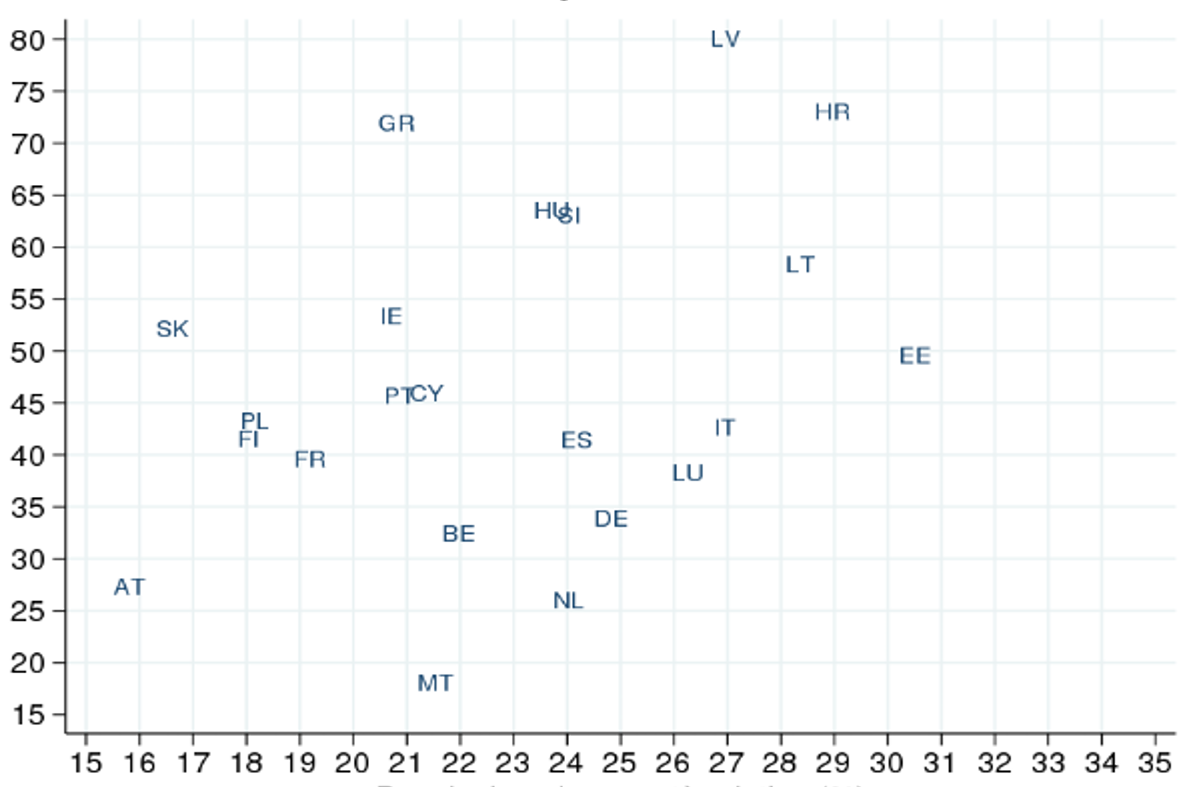 80
LV
75
HR
GR
70
65
HU SI
60
LT
55
IE
SK
50
EE
45
PT CY
PL
IT
FI
ES
40
FR
LU
35
DE
BE
30
AT
25
NL
20
MT
15
15 16 17 18 19 20 21 22 23 24 25 26 27 28 29 30 31 32 33 34 35